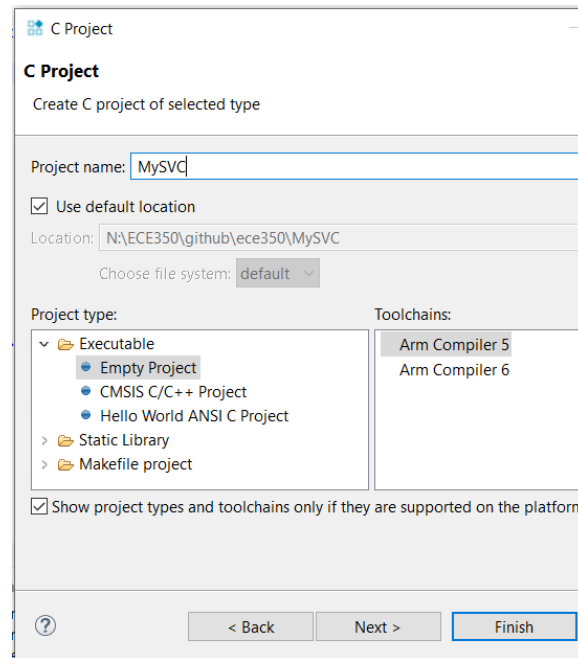 C Project
C Project
Create C project of selected type
Project name: MySVC
Use default location
Location: N:\ECE350\github\ece350\MySVC
Choose file system: default
Project type:
Executable
Empty Project
CMSIS C/C++ Project
Hello World ANSI C Project
Static Library
Makefile project
Toolchains:
Arm Compiler 5
Arm Compiler 6
Show project types and toolchains only if they are supported on the platform
?
< Back
Next >
Finish